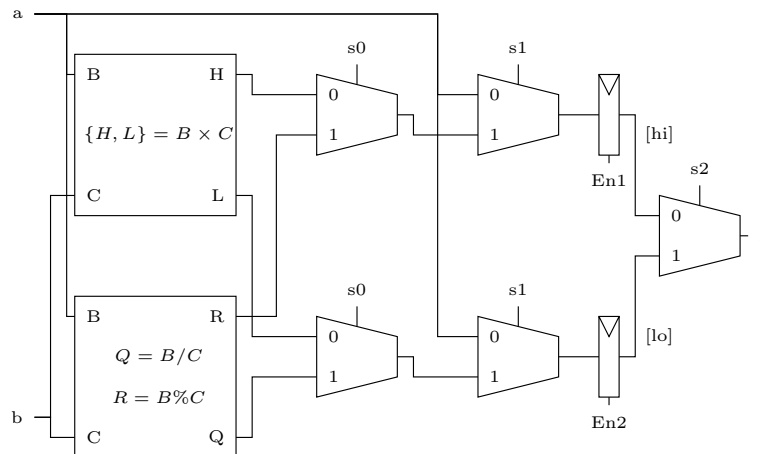 a
s0
s1
B
H
0
0
{H, L} = B × C
1
1
[hi]
En1
s2
C
L
0
1
s0
s1
B
R
0
0
[lo]
Q = B/C
1
1
R = B%C
En2
b
C
Q